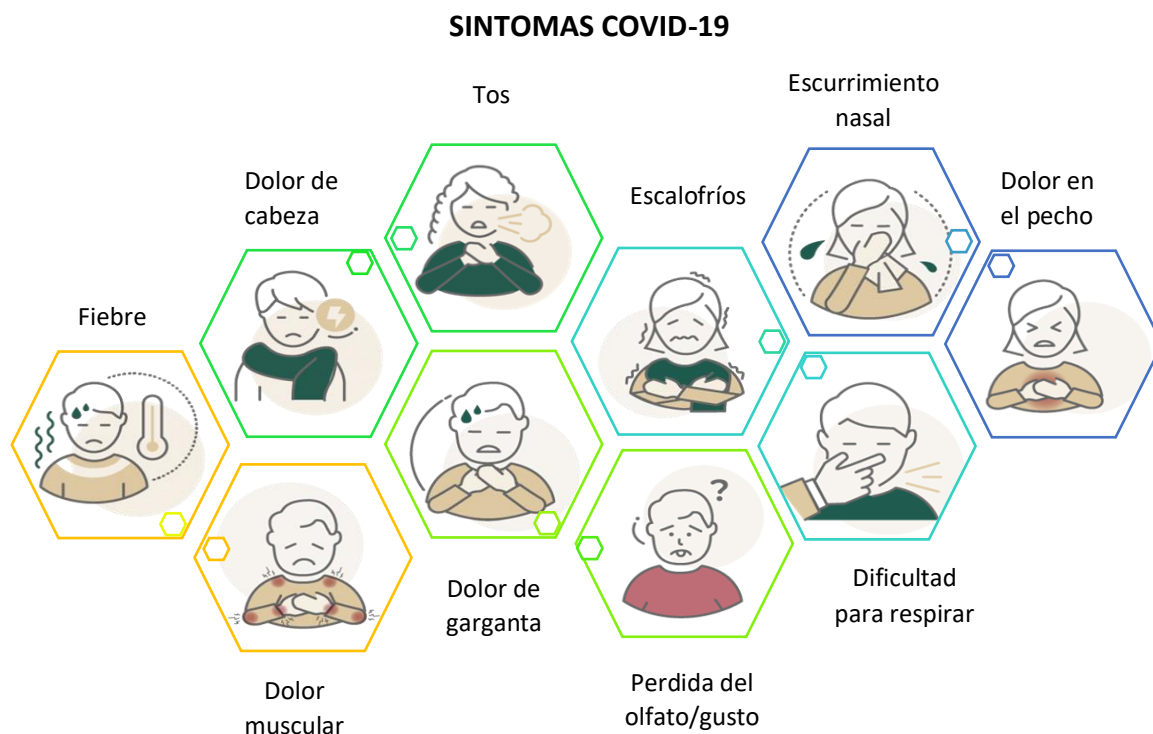 SINTOMAS COVID-19
Tos
Escurrimiento
nasal
Dolor de
cabeza
Escalofríos
Dolor en
el pecho
Fiebre
Dolor de
garganta
Dificultad
para respirar
Dolor
muscular
Perdida del
olfato/gusto
?